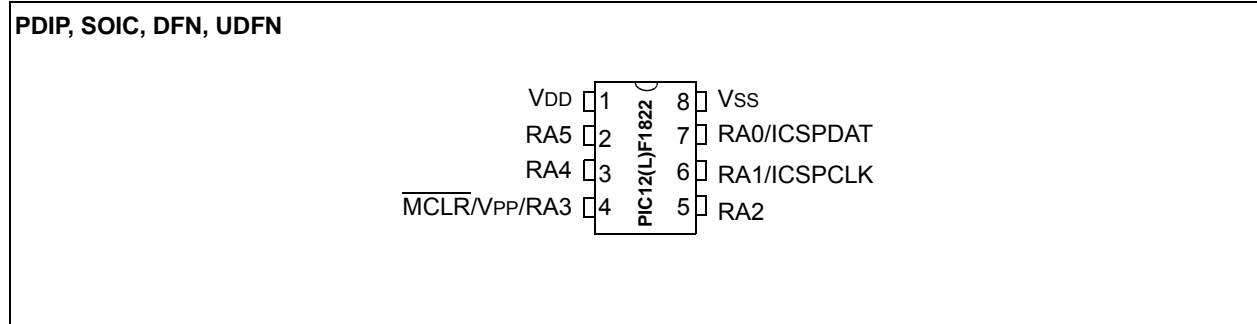 PDIP, SOIC, DFN, UDFN
VDD 1 8 VSS
RA5 2 7 RA0/ICSPDAT
RA4 3 6 RA1/ICSPCLK
MCLR/VPP/RA3 4 5 RA2
PIC12(L)F1822